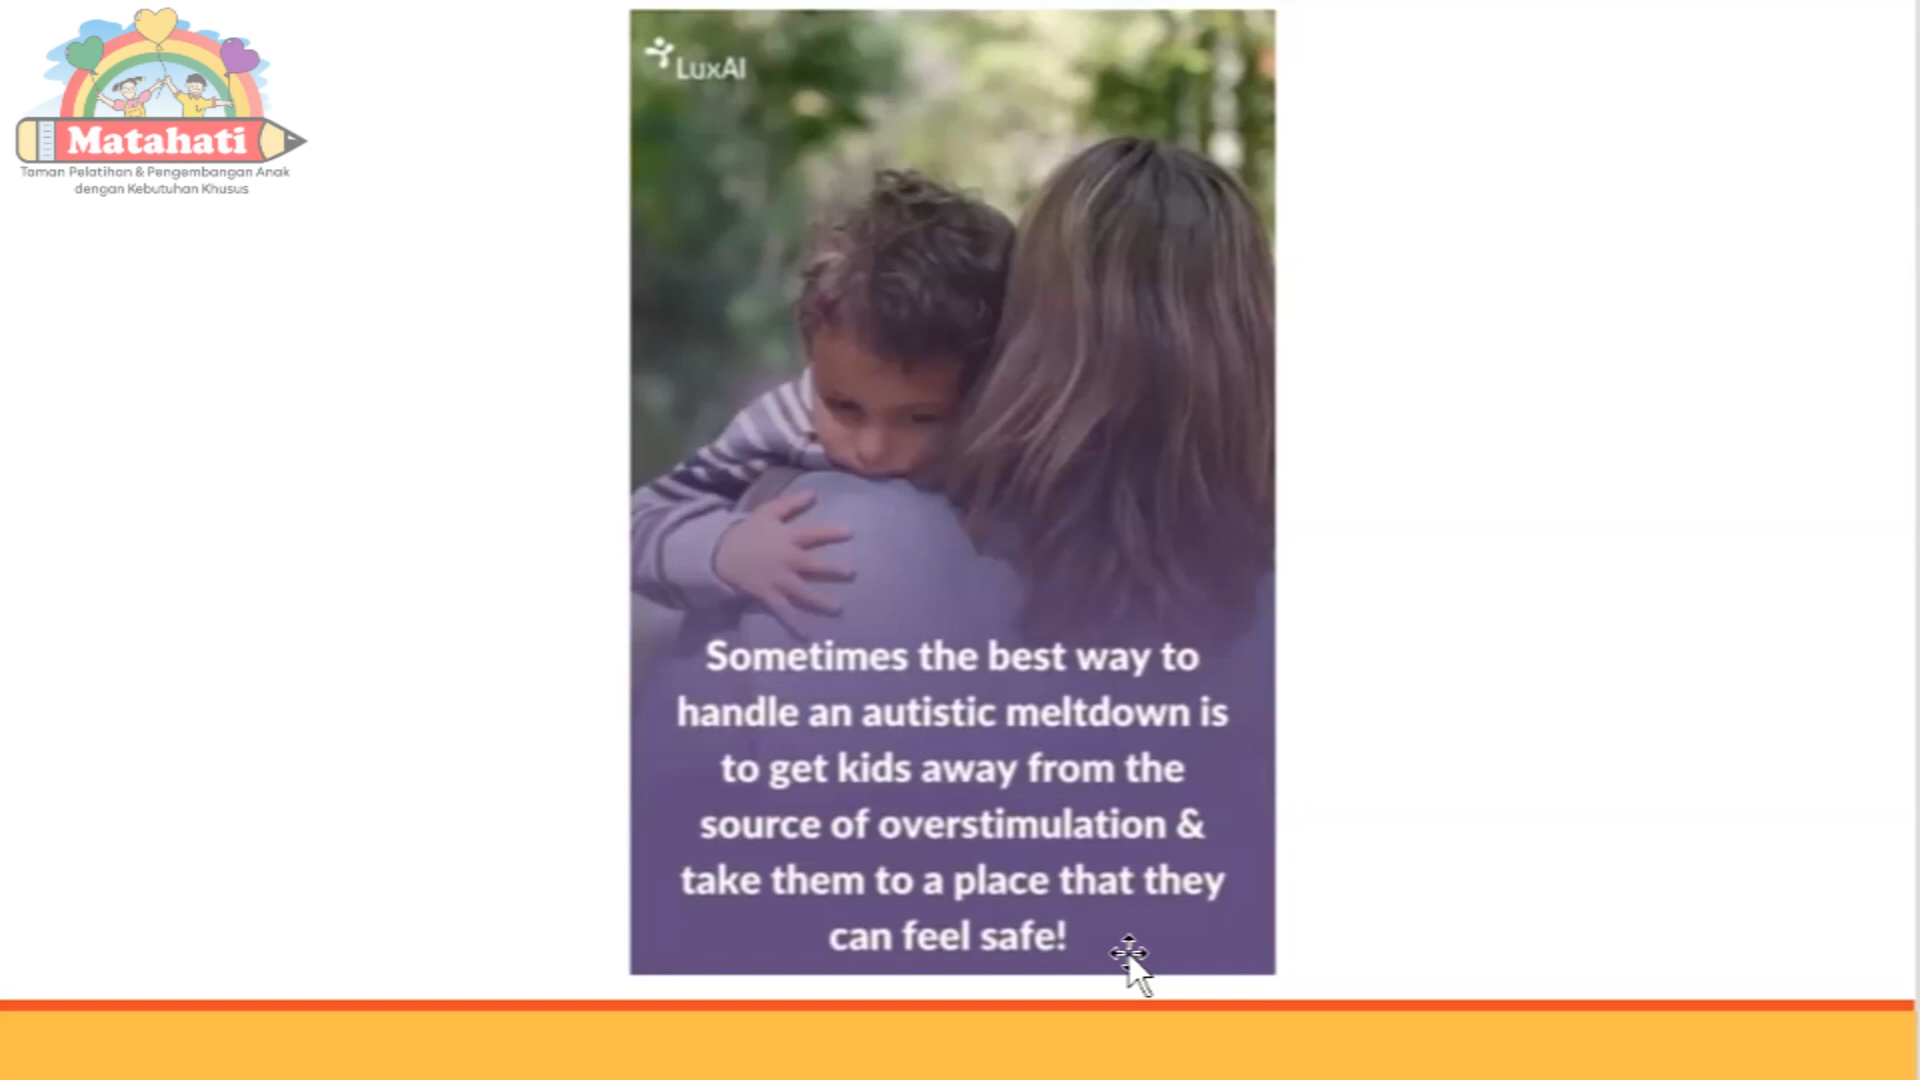 Matahati
Taman Pelatihan & Pengembangan Anak
dengan Kebutuhan Khusus
LuxAI
Sometimes the best way to
handle an autistic meltdown is
to get kids away from the
source of overstimulation &
take them to a place that they
can feel safe!